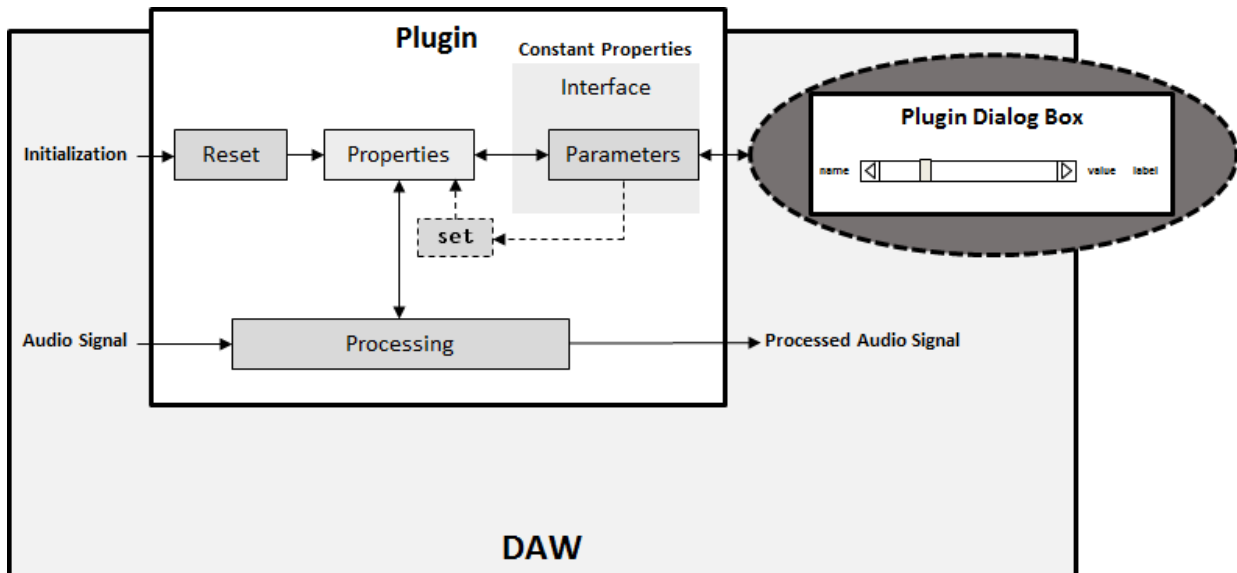 Plugin
Constant Properties
Interface
Plugin Dialog Box
Initialization
Reset
Properties
Parameters
name
value
label
set
Audio Signal
Processing
Processed Audio Signal
DAW